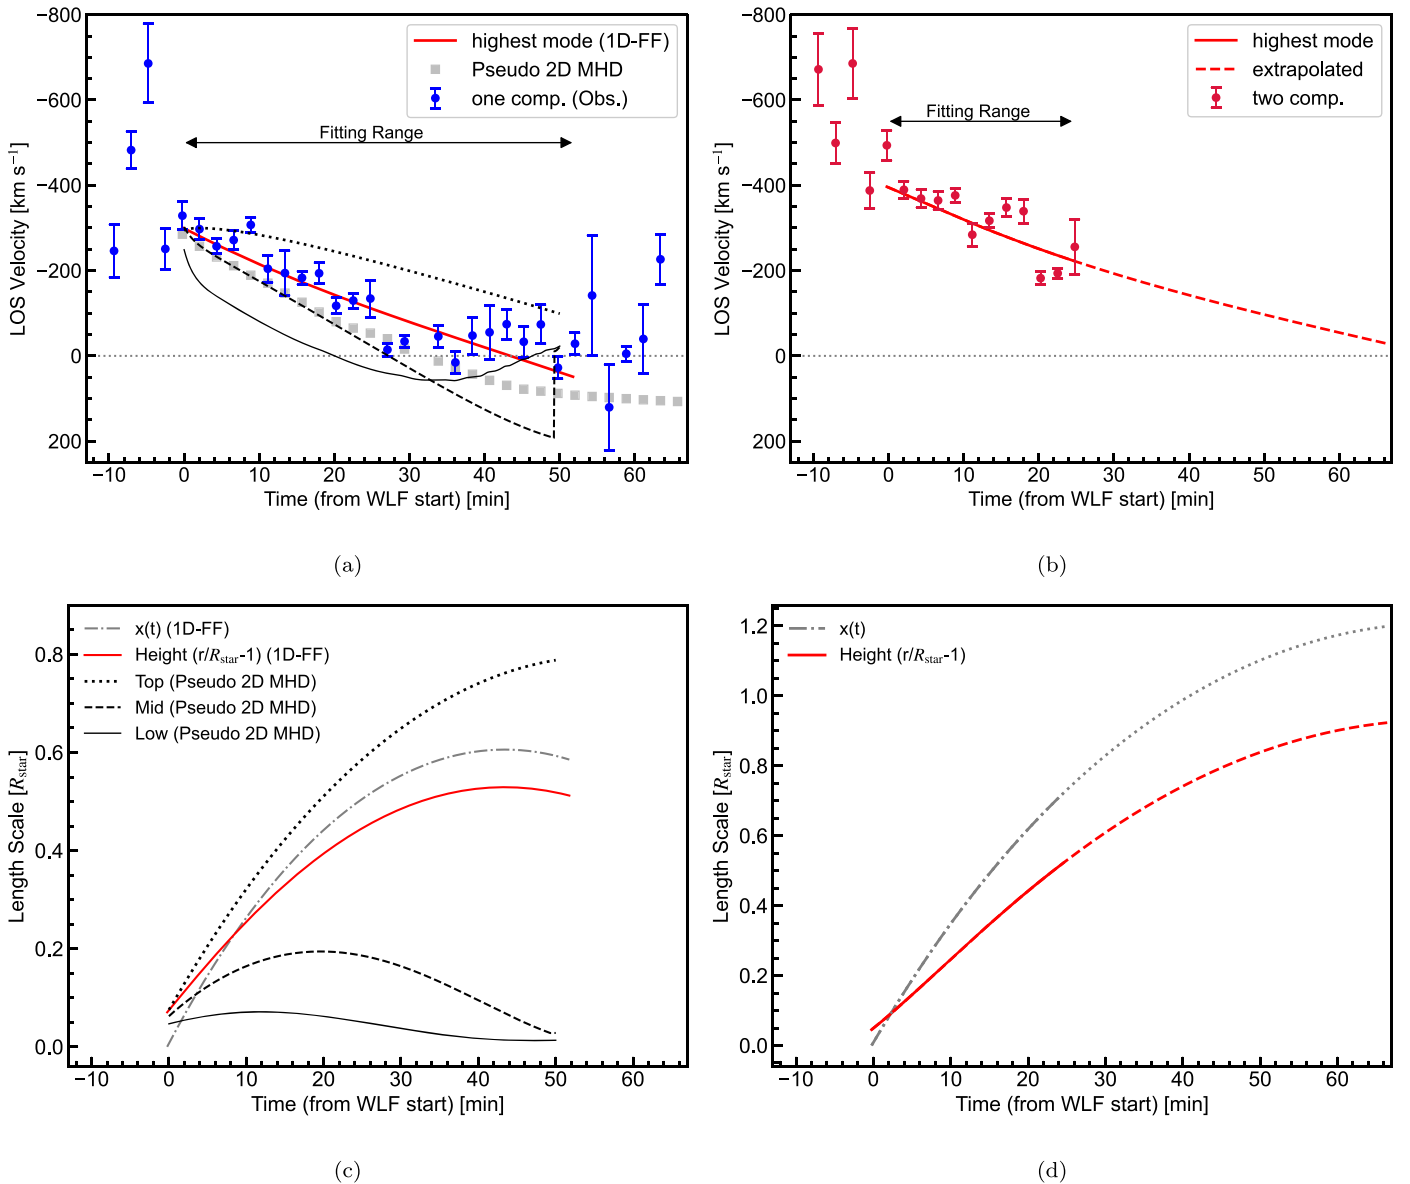 −800
−600
−400
−200
0
200
LOS Velocity [km s⁻¹]
highest mode (1D-FF)
Pseudo 2D MHD
one comp. (Obs.)
Fitting Range
−10 0 10 20 30 40 50 60
Time (from WLF start) [min]
(a)
−800
−600
−400
−200
0
200
LOS Velocity [km s⁻¹]
highest mode
extrapolated
two comp.
Fitting Range
−10 0 10 20 30 40 50 60
Time (from WLF start) [min]
(b)
0.8
0.6
0.4
0.2
0.0
Length Scale [R_star]
x(t) (1D-FF)
Height (r/R_star-1) (1D-FF)
Top (Pseudo 2D MHD)
Mid (Pseudo 2D MHD)
Low (Pseudo 2D MHD)
−10 0 10 20 30 40 50 60
Time (from WLF start) [min]
(c)
1.2
1.0
0.8
0.6
0.4
0.2
0.0
Length Scale [R_star]
x(t)
Height (r/R_star-1)
−10 0 10 20 30 40 50 60
Time (from WLF start) [min]
(d)